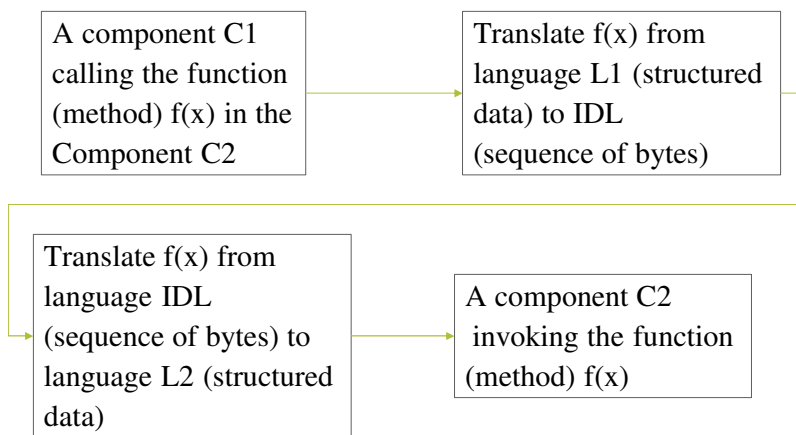 A component C1
calling the function
(method) f(x) in the
Component C2
Translate f(x) from
language L1 (structured
data) to IDL
(sequence of bytes)
Translate f(x) from
language IDL
(sequence of bytes) to
language L2 (structured
data)
A component C2
invoking the function
(method) f(x)